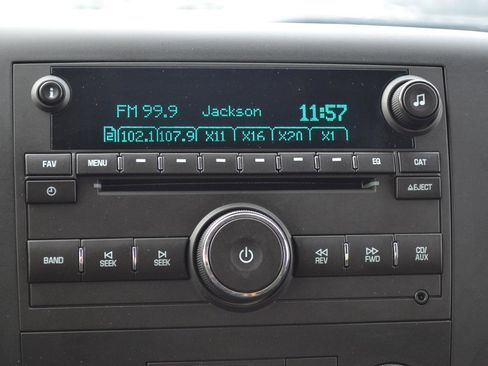 FM 99.9 Jackson 11:57
2 102.1 107.9 X11 X16 X20 X1
FAV MENU EQ CAT
EJECT
BAND SEEK SEEK REV FWD CD/
AUX